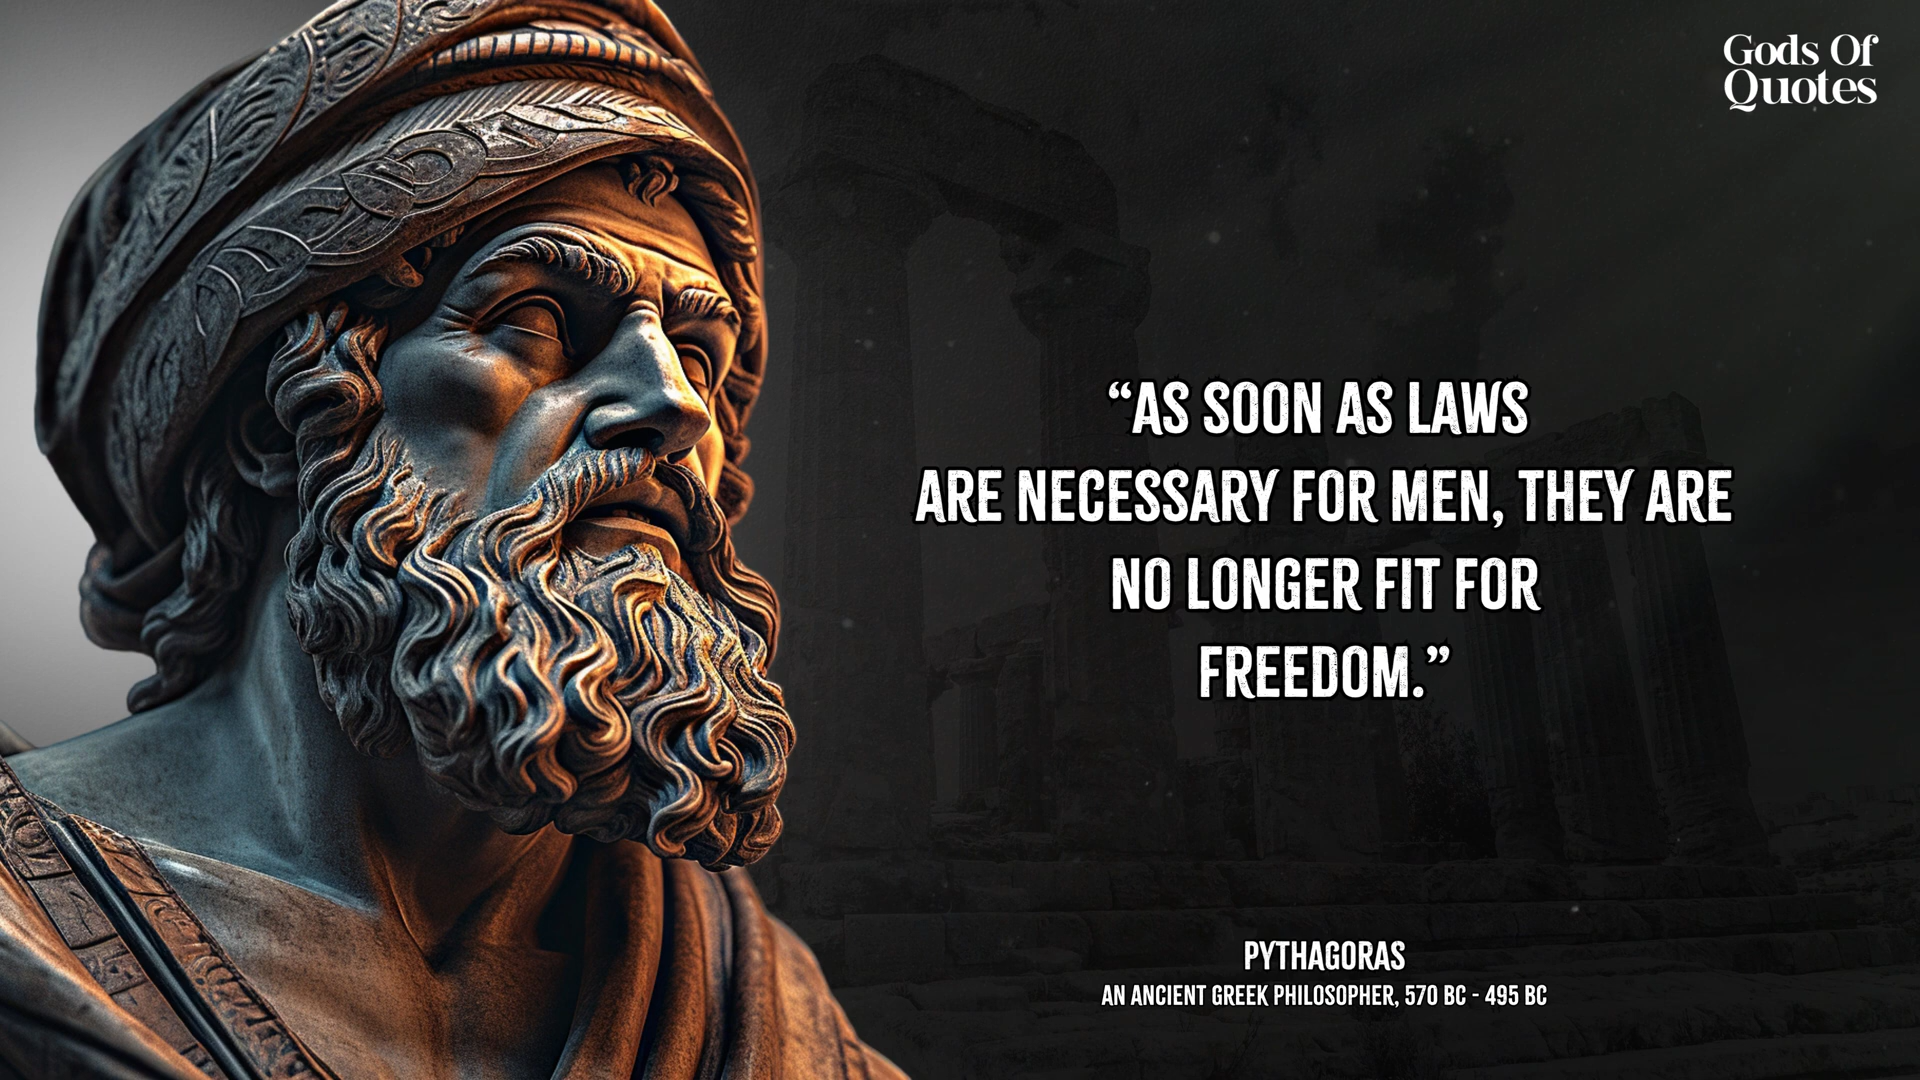 Gods Of
Quotes
“AS SOON AS LAWS
ARE NECESSARY FOR MEN, THEY ARE
NO LONGER FIT FOR
FREEDOM.”
PYTHAGORAS
AN ANCIENT GREEK PHILOSOPHER, 570 BC - 495 BC